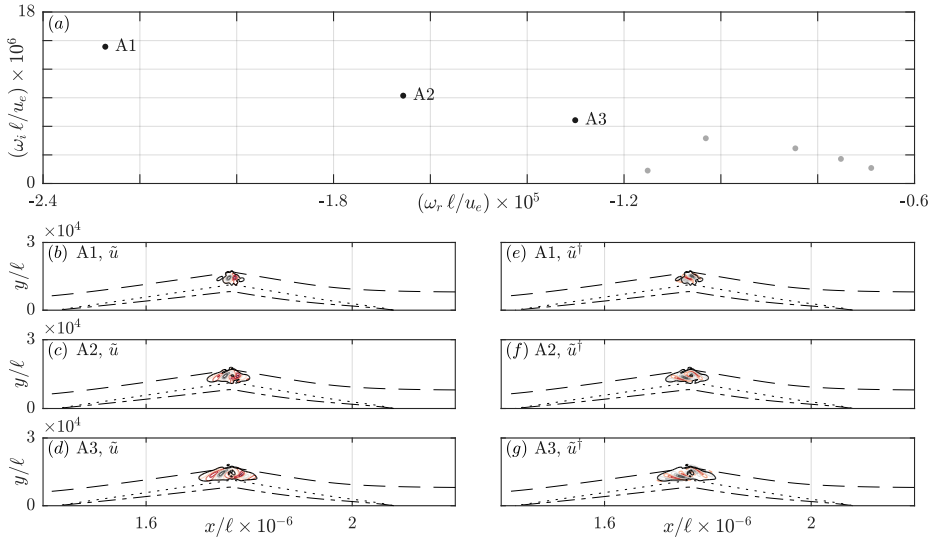 18
(a)
A1
A2
A3
(ω_i ℓ/u_e) × 10^6
0
-2.4
-1.8
(ω_r ℓ/u_e) × 10^5
-1.2
-0.6
×10^4
3
(b) A1, ũ
y/ℓ
0
(e) A1, ũ†
×10^4
3
(c) A2, ũ
y/ℓ
0
(f) A2, ũ†
×10^4
3
(d) A3, ũ
y/ℓ
0
(g) A3, ũ†
1.6
2
x/ℓ × 10^-6
1.6
2
x/ℓ × 10^-6